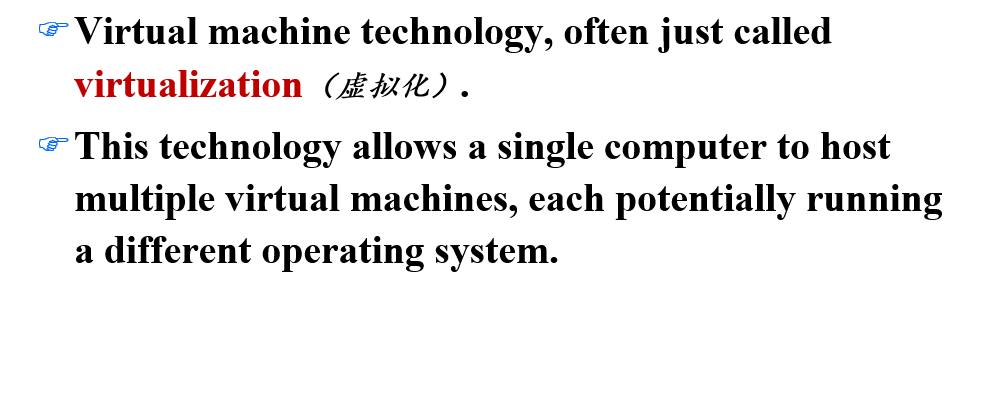 ☞Virtual machine technology, often just called
virtualization（虚拟化）.
☞This technology allows a single computer to host
multiple virtual machines, each potentially running
a different operating system.